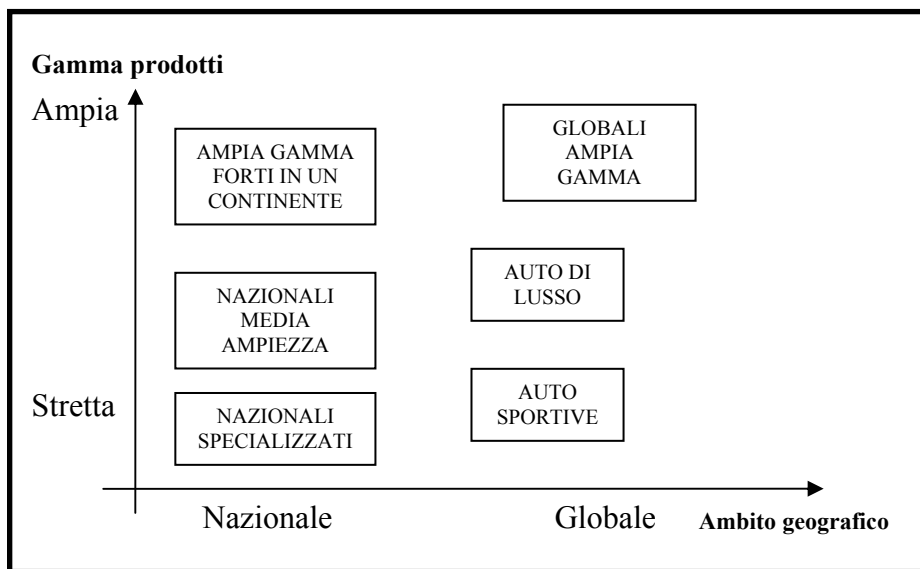 Gamma prodotti
Ampia
AMPIA GAMMA
FORTI IN UN
CONTINENTE
GLOBALI
AMPIA
GAMMA
NAZIONALI
MEDIA
AMPIEZZA
AUTO DI
LUSSO
Stretta
NAZIONALI
SPECIALIZZATI
AUTO
SPORTIVE
Nazionale
Globale
Ambito geografico